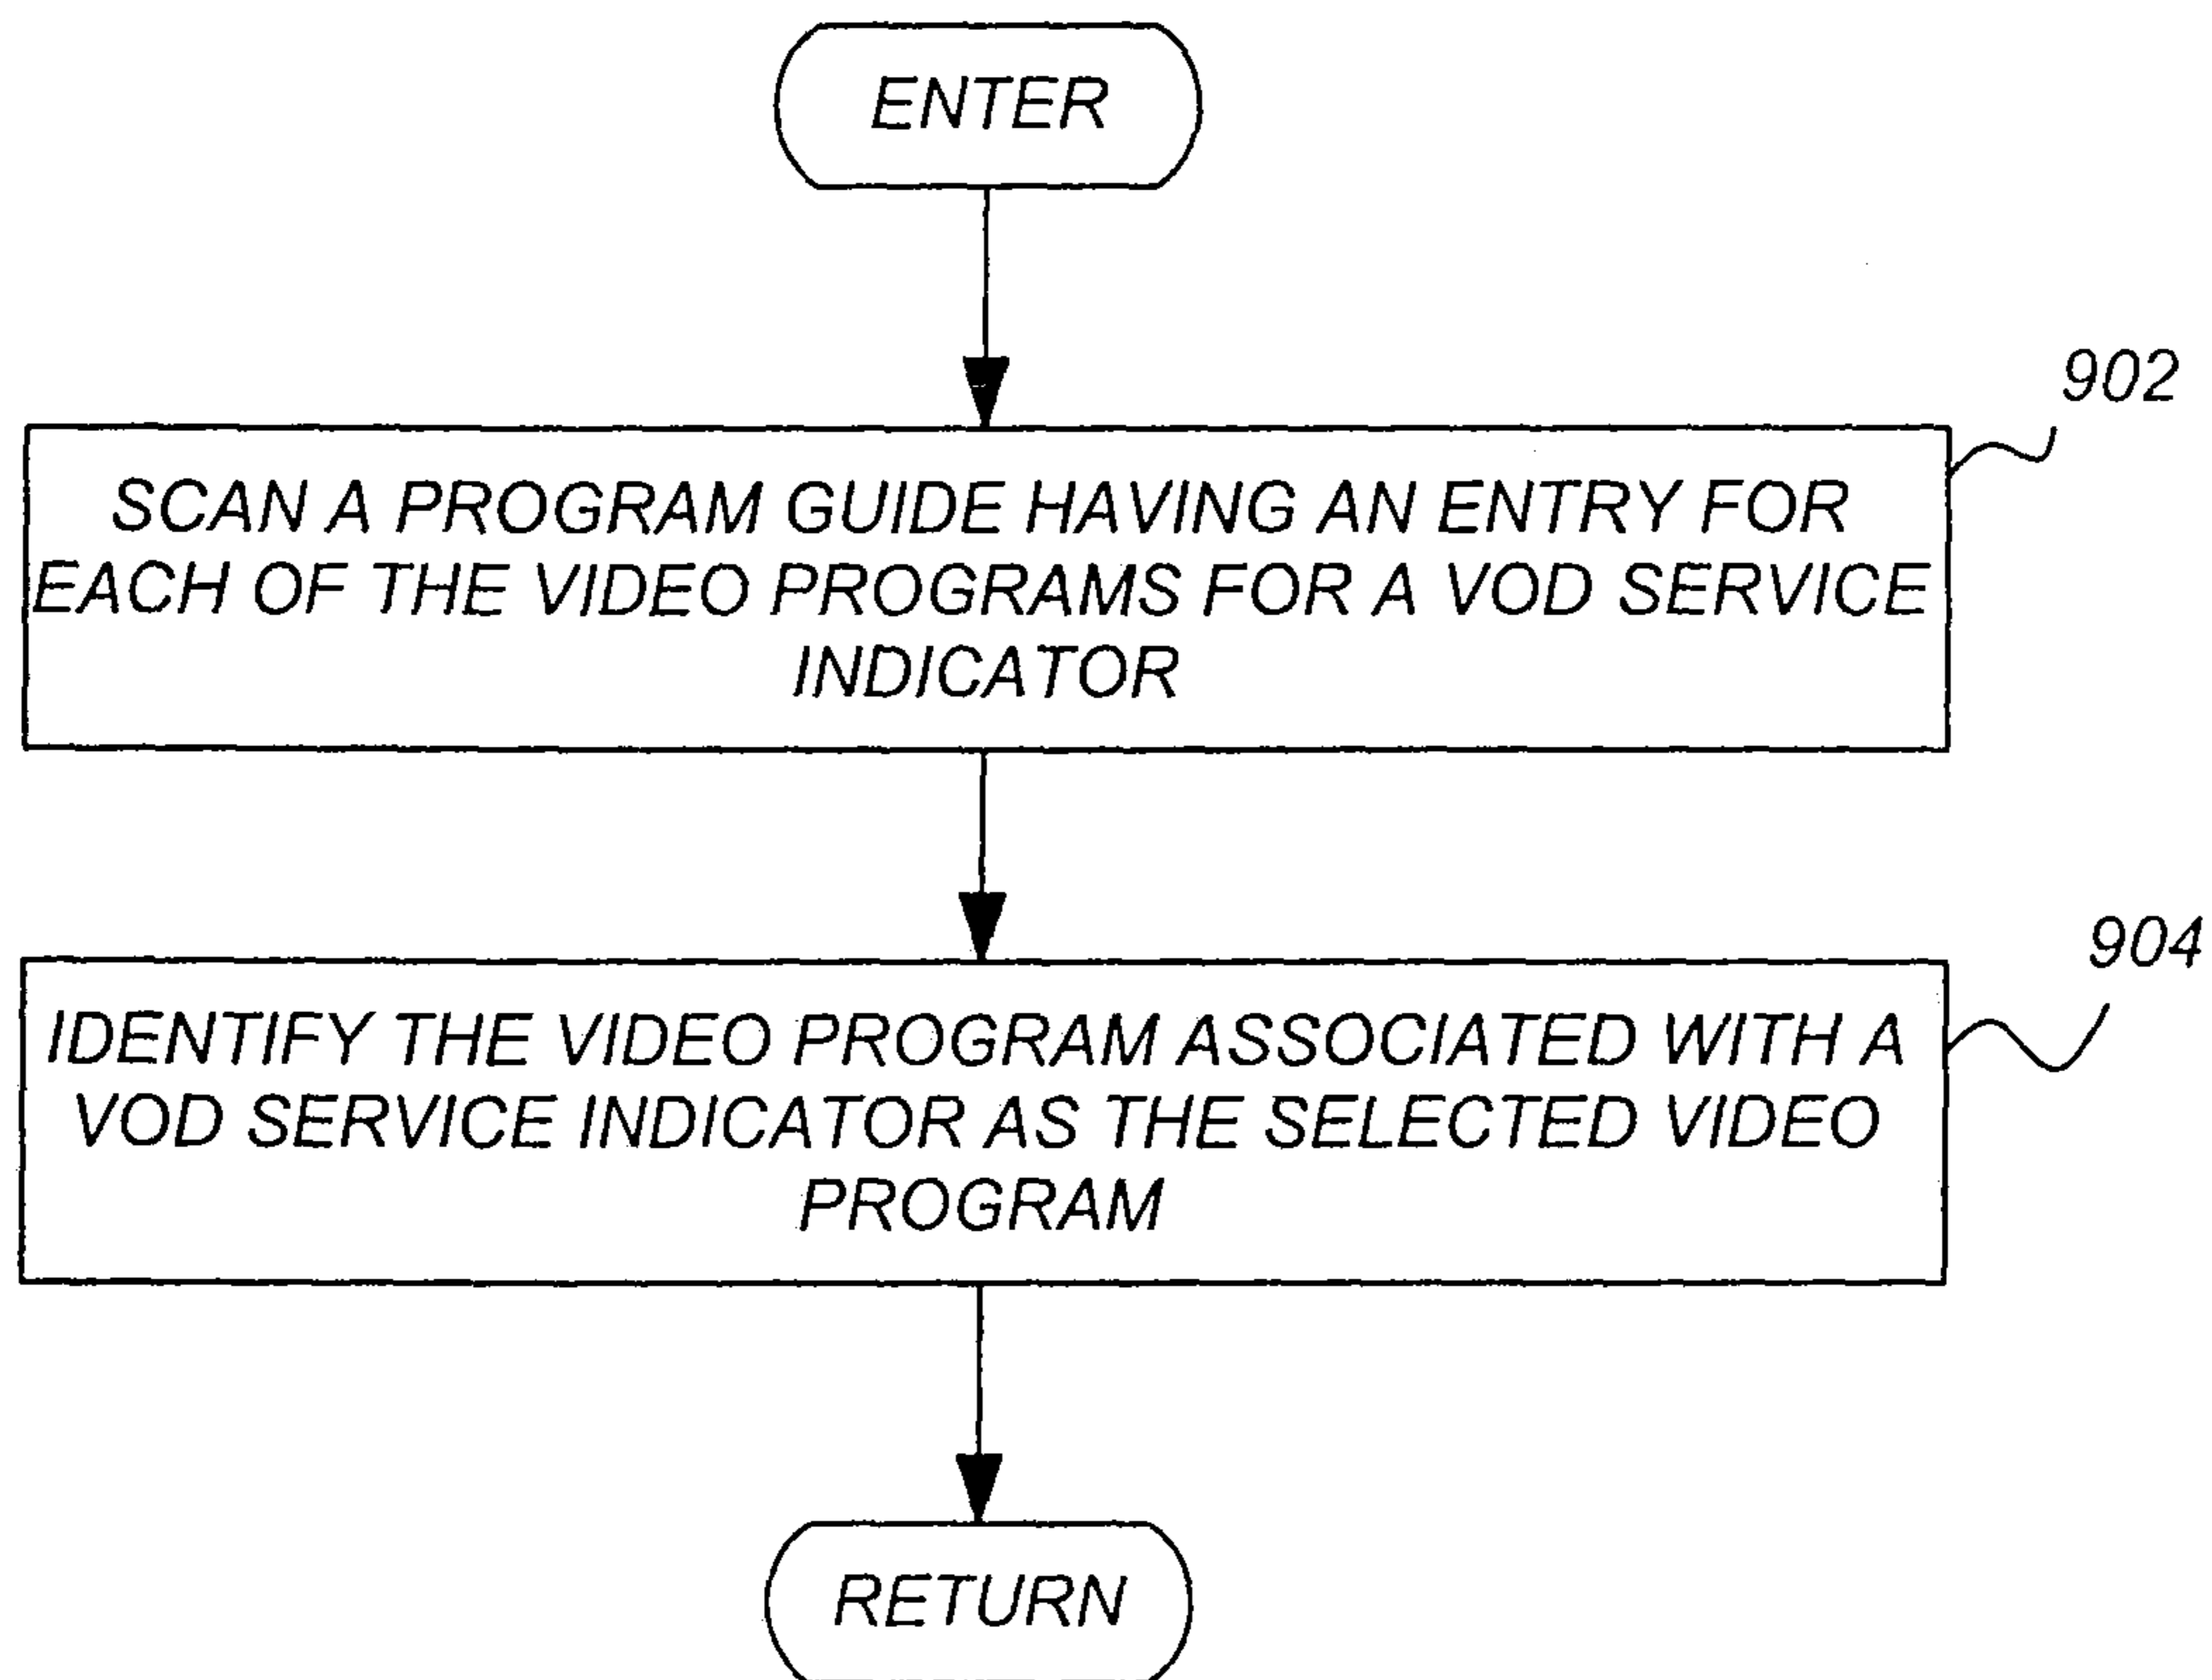 ENTER
902
SCAN A PROGRAM GUIDE HAVING AN ENTRY FOR
EACH OF THE VIDEO PROGRAMS FOR A VOD SERVICE
INDICATOR
904
IDENTIFY THE VIDEO PROGRAM ASSOCIATED WITH A
VOD SERVICE INDICATOR AS THE SELECTED VIDEO
PROGRAM
RETURN